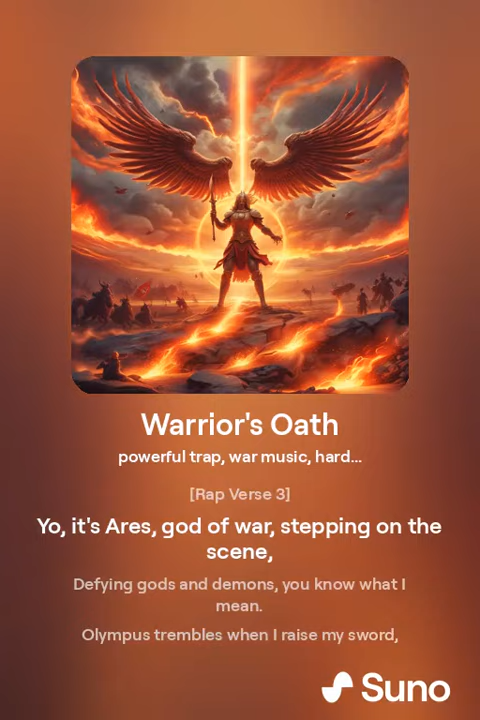 Warrior's Oath
powerful trap, war music, hard...
[Rap Verse 3]
Yo, it's Ares, god of war, stepping on the
scene,
Defying gods and demons, you know what I
mean.
Olympus trembles when I raise my sword,
Suno